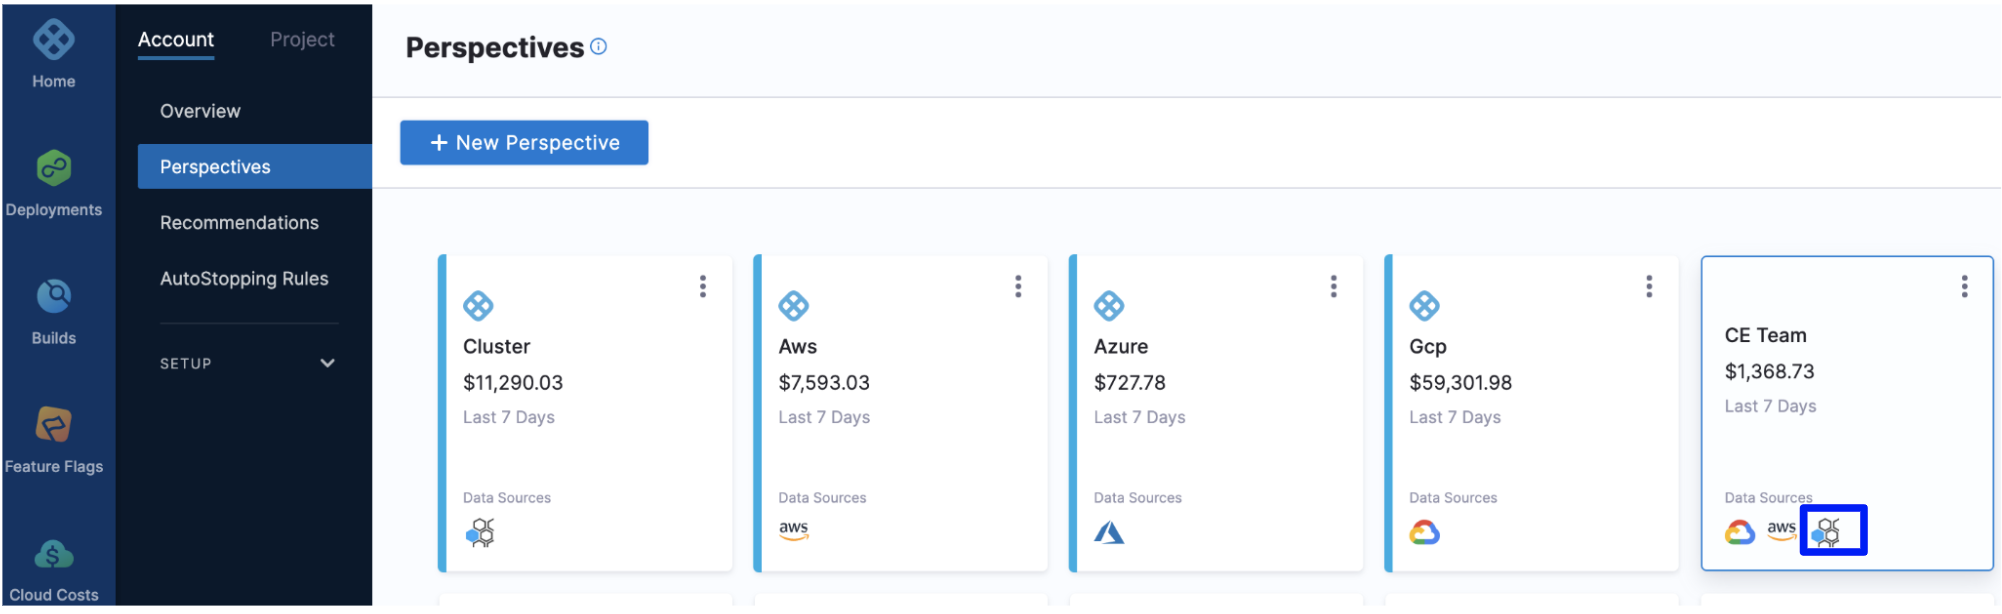 Home
Deployments
Builds
Feature Flags
Cloud Costs
Account Project
Overview
Perspectives
Recommendations
AutoStopping Rules
SETUP
Perspectives
+ New Perspective
Cluster
$11,290.03
Last 7 Days
Data Sources
Aws
$7,593.03
Last 7 Days
Data Sources
aws
Azure
$727.78
Last 7 Days
Data Sources
Gcp
$59,301.98
Last 7 Days
Data Sources
CE Team
$1,368.73
Last 7 Days
Data Sources
aws